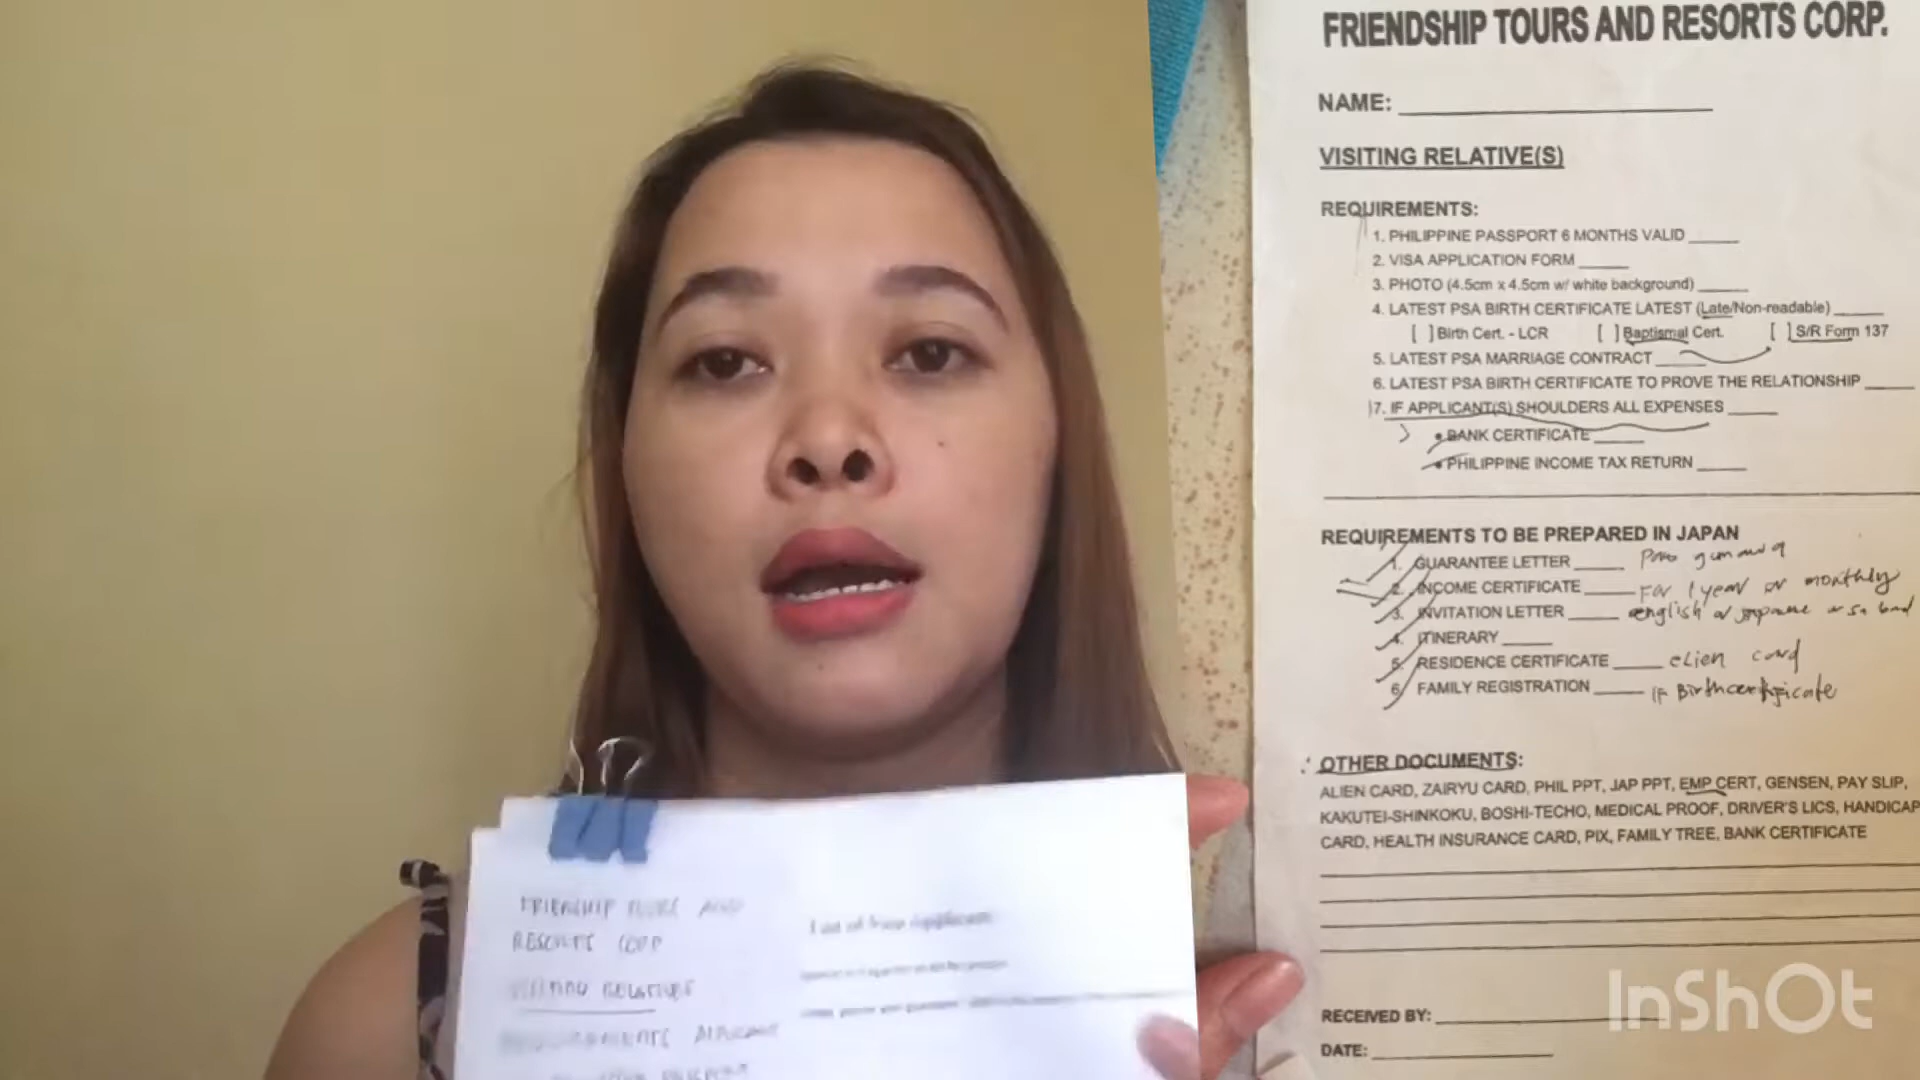 FRIENDSHIP TOURS AND RESORTS CORP.
NAME:
VISITING RELATIVE(S)
REQUIREMENTS:
1. PHILIPPINE PASSPORT 6 MONTHS VALID
2. VISA APPLICATION FORM
3. PHOTO (4.5cm x 4.5cm w/ white background)
4. LATEST PSA BIRTH CERTIFICATE LATEST (Late/Non-readable)
[ ] Birth Cert. - LCR [ ] Baptismal Cert. [ ] S/R Form 137
5. LATEST PSA MARRIAGE CONTRACT
6. LATEST PSA BIRTH CERTIFICATE TO PROVE THE RELATIONSHIP
7. IF APPLICANT(S) SHOULDERS ALL EXPENSES
• BANK CERTIFICATE
• PHILIPPINE INCOME TAX RETURN
REQUIREMENTS TO BE PREPARED IN JAPAN
1. GUARANTEE LETTER
2. INCOME CERTIFICATE For 1 year or monthly
3. INVITATION LETTER english or
4. ITINERARY
5. RESIDENCE CERTIFICATE elien card
6. FAMILY REGISTRATION IF Birth certificate
OTHER DOCUMENTS:
ALIEN CARD, ZAIRYU CARD, PHIL PPT, JAP PPT, EMP CERT, GENSEN, PAY SLIP,
KAKUTEI-SHINKOKU, BOSHI-TECHO, MEDICAL PROOF, DRIVER'S LICS, HANDICAP
CARD, HEALTH INSURANCE CARD, PIX, FAMILY TREE, BANK CERTIFICATE
RECEIVED BY:
DATE:
TOURS AND
RESORTS CORP
InShOt